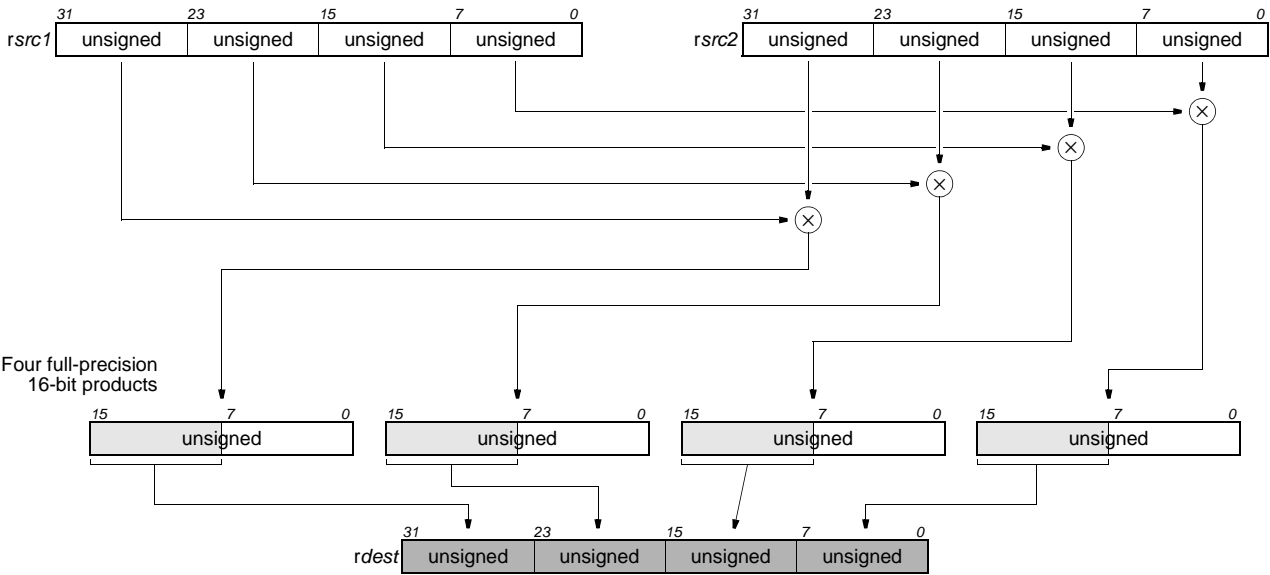 31 23 15 7 0 31 23 15 7 0
rsrc1 unsigned unsigned unsigned unsigned rsrc2 unsigned unsigned unsigned unsigned
× 
× 
× 
× 
Four full-precision
16-bit products
15 7 0 15 7 0 15 7 0 15 7 0
unsigned unsigned unsigned unsigned
31 23 15 7 0
rdest unsigned unsigned unsigned unsigned